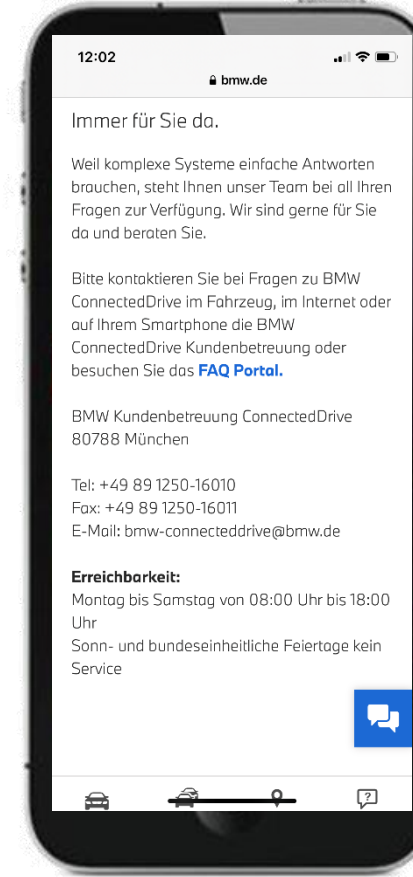 12:02
bmw.de
Immer für Sie da.
Weil komplexe Systeme einfache Antworten
brauchen, steht Ihnen unser Team bei all Ihren
Fragen zur Verfügung. Wir sind gerne für Sie
da und beraten Sie.
Bitte kontaktieren Sie bei Fragen zu BMW
ConnectedDrive im Fahrzeug, im Internet oder
auf Ihrem Smartphone die BMW
ConnectedDrive Kundenbetreuung oder
besuchen Sie das FAQ Portal.
BMW Kundenbetreuung ConnectedDrive
80788 München
Tel: +49 89 1250-16010
Fax: +49 89 1250-16011
E-Mail: bmw-connecteddrive@bmw.de
Erreichbarkeit:
Montag bis Samstag von 08:00 Uhr bis 18:00
Uhr
Sonn- und bundeseinheitliche Feiertage kein
Service
?